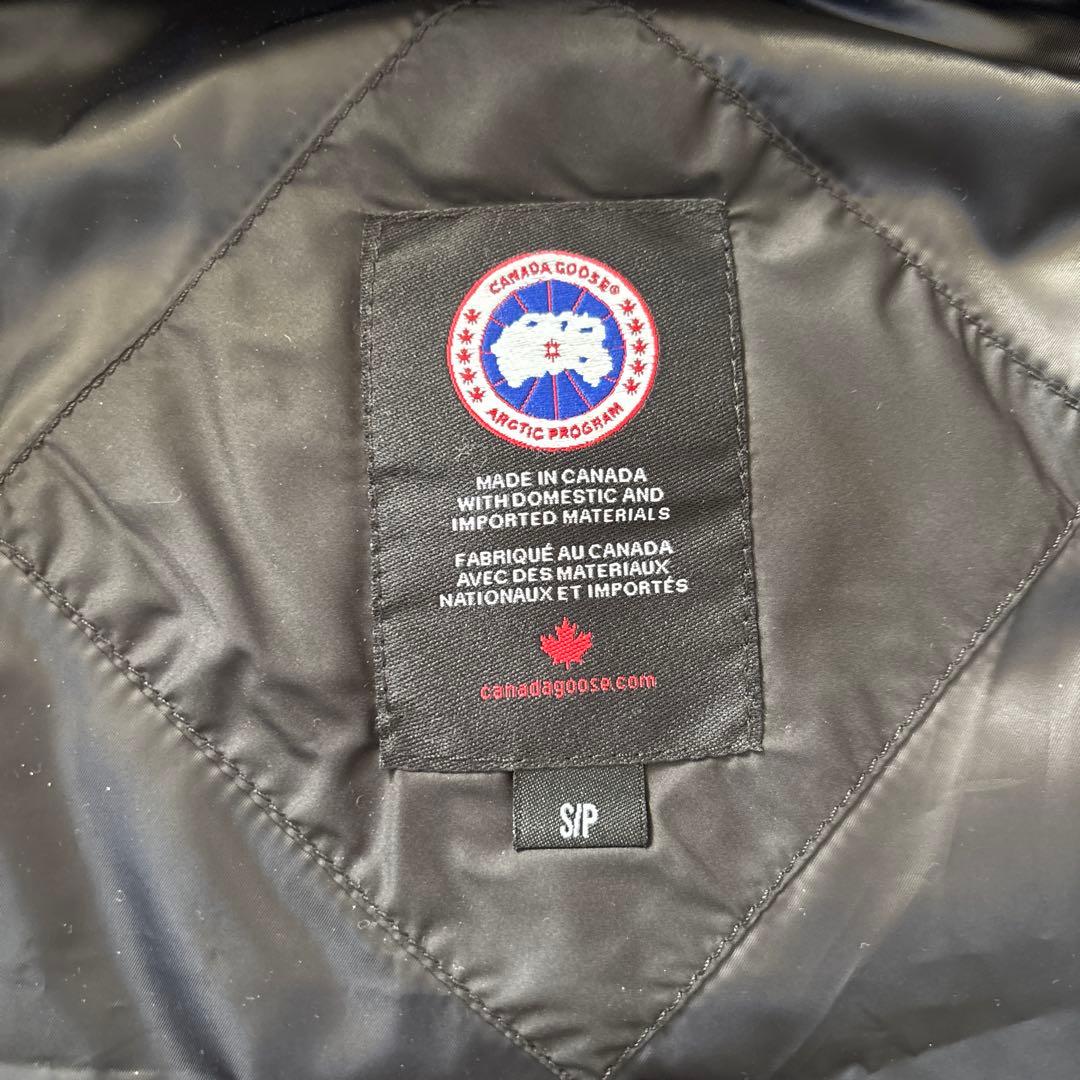 CANADA GOOSE®
ARCTIC PROGRAM
MADE IN CANADA
WITH DOMESTIC AND
IMPORTED MATERIALS
FABRIQUÉ AU CANADA
AVEC DES MATERIAUX
NATIONAUX ET IMPORTÉS
canadagoose.com
S/P